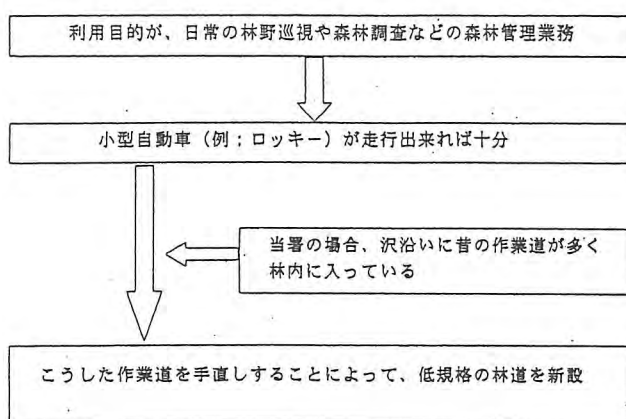 利用目的が、日常の林野巡視や森林調査などの森林管理業務
小型自動車（例；ロッキー）が走行出来れば十分
当署の場合、沢沿いに昔の作業道が多く
林内に入っている
こうした作業道を手直しすることによって、低規格の林道を新設